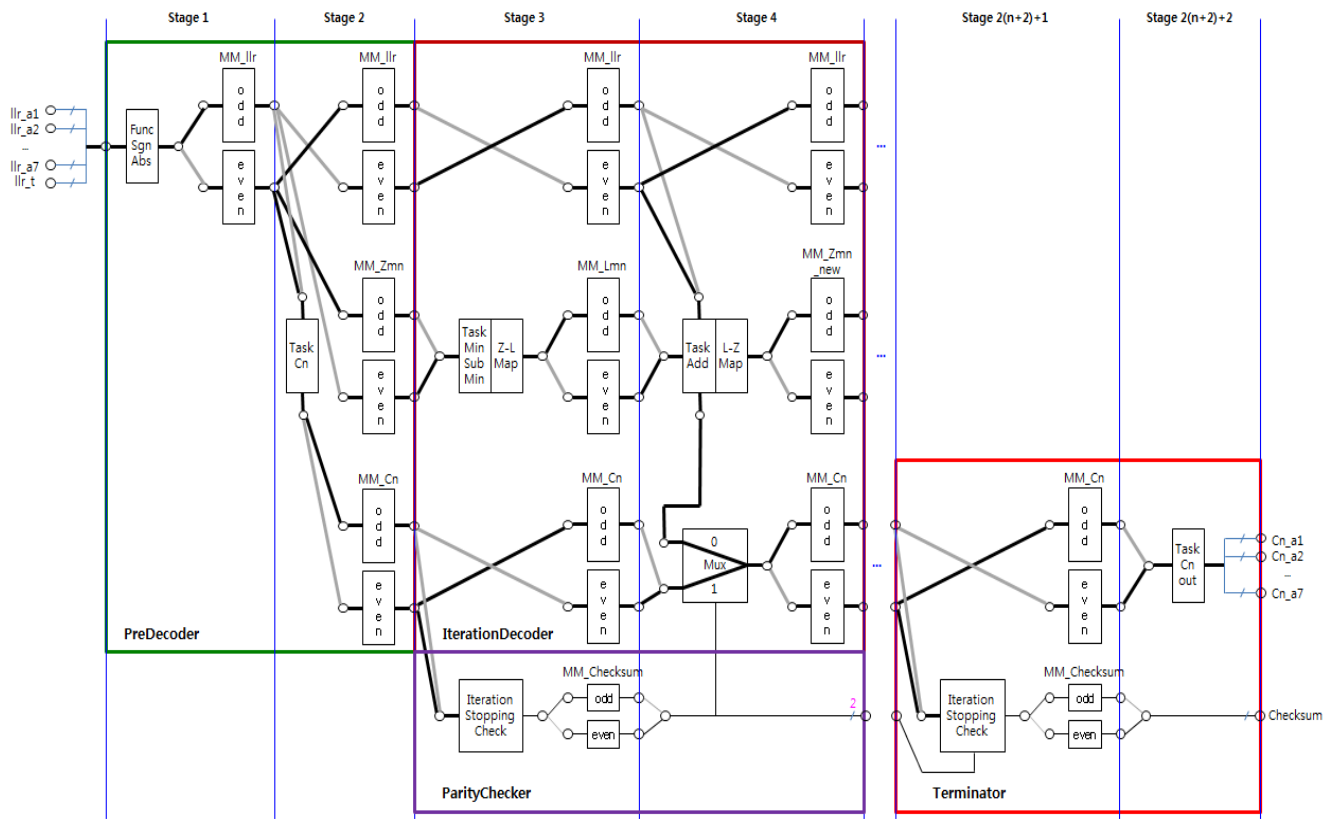 Stage 1
Stage 2
Stage 3
Stage 4
Stage 2(n+2)+1
Stage 2(n+2)+2
MM_llr
MM_llr
MM_llr
MM_llr
llr_a1
llr_a2
...
llr_a7
llr_t
Func
Sgn
Abs
odd
even
odd
even
odd
even
odd
even
...
MM_Zmn
MM_Lmn
MM_Zmn
_new
Task
Cn
odd
even
Task
Min
Sub
Min
Z-L
Map
odd
even
Task
Add
L-Z
Map
odd
even
...
MM_Cn
MM_Cn
MM_Cn
MM_Cn
odd
even
odd
even
0
Mux
1
odd
even
...
odd
even
Task
Cn
out
Cn_a1
Cn_a2
...
Cn_a7
PreDecoder
IterationDecoder
MM_Checksum
MM_Checksum
Iteration
Stopping
Check
odd
even
2
Iteration
Stopping
Check
odd
even
Checksum
ParityChecker
Terminator